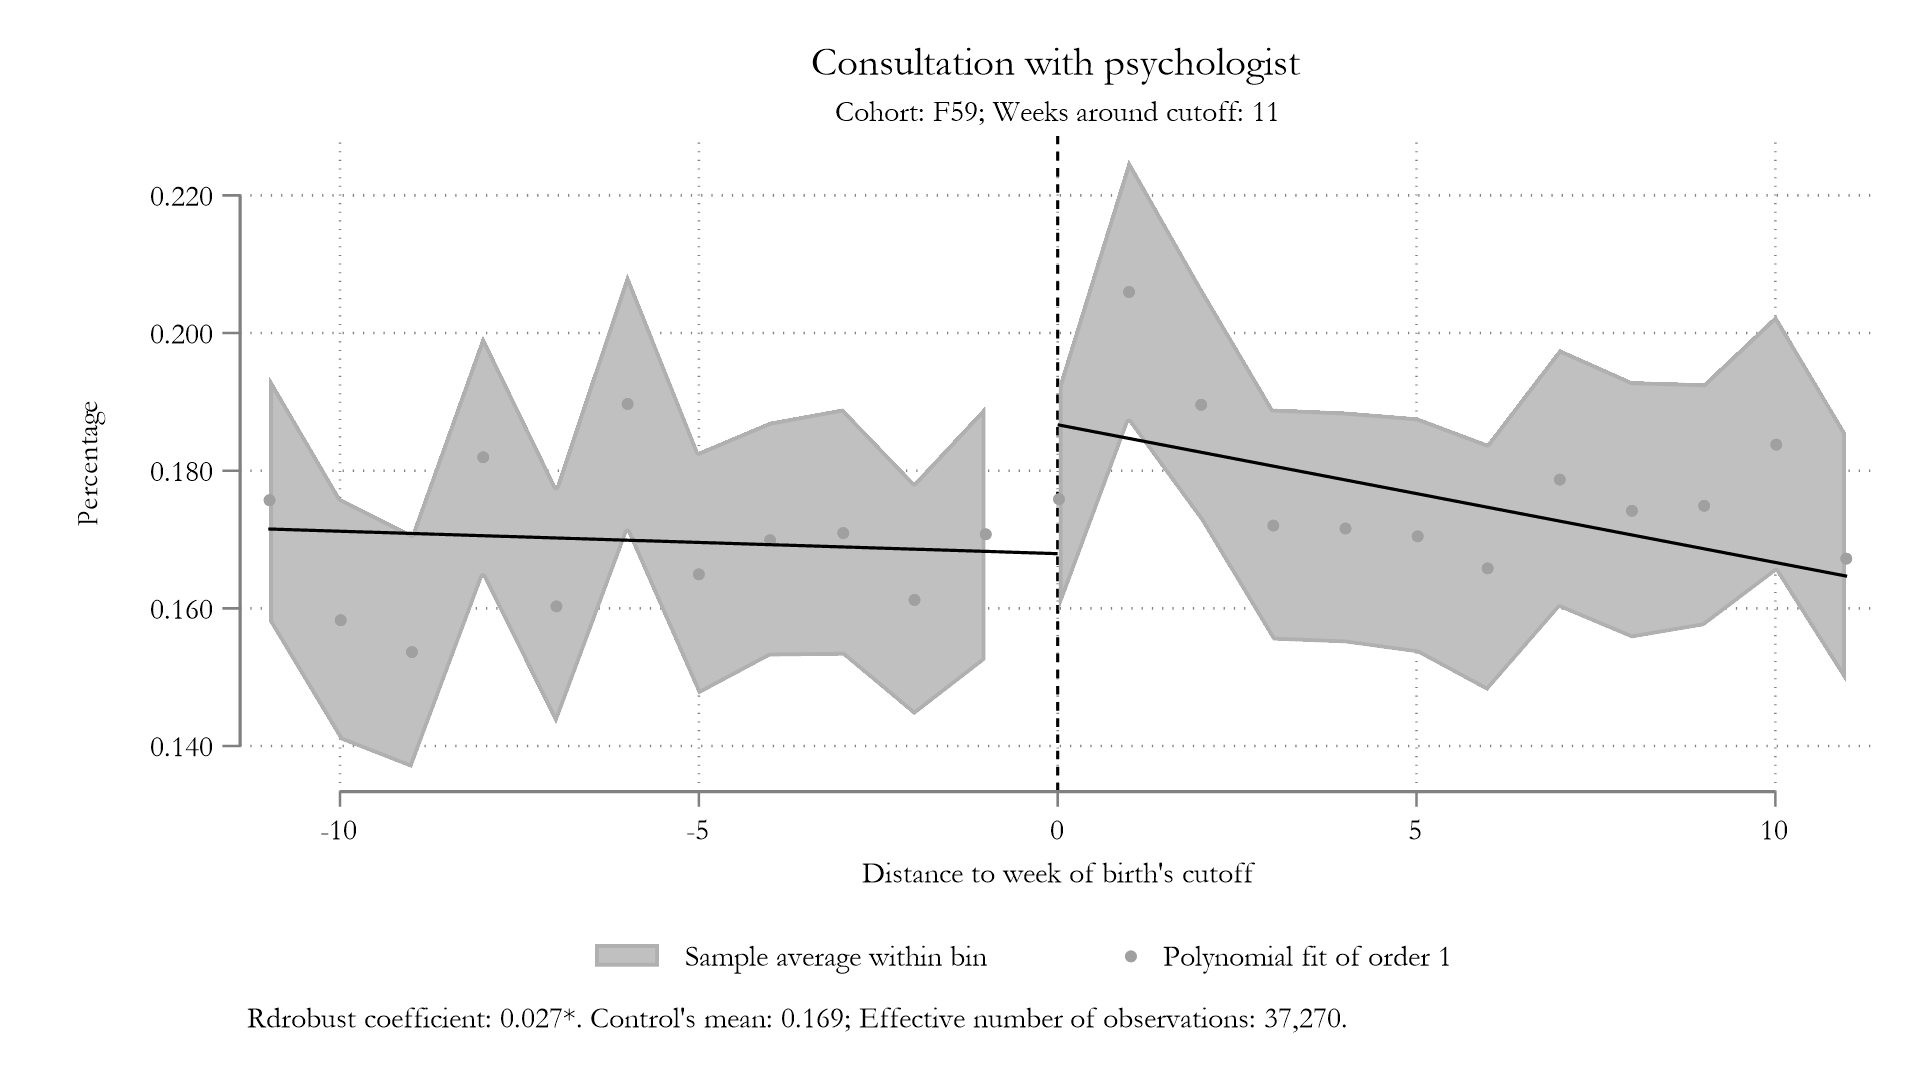 Consultation with psychologist
Cohort: F59; Weeks around cutoff: 11
0.220
0.200
0.180
0.160
0.140
Percentage
-10 -5 0 5 10
Distance to week of birth's cutoff
Sample average within bin Polynomial fit of order 1
Rdrobust coefficient: 0.027*. Control's mean: 0.169; Effective number of observations: 37,270.